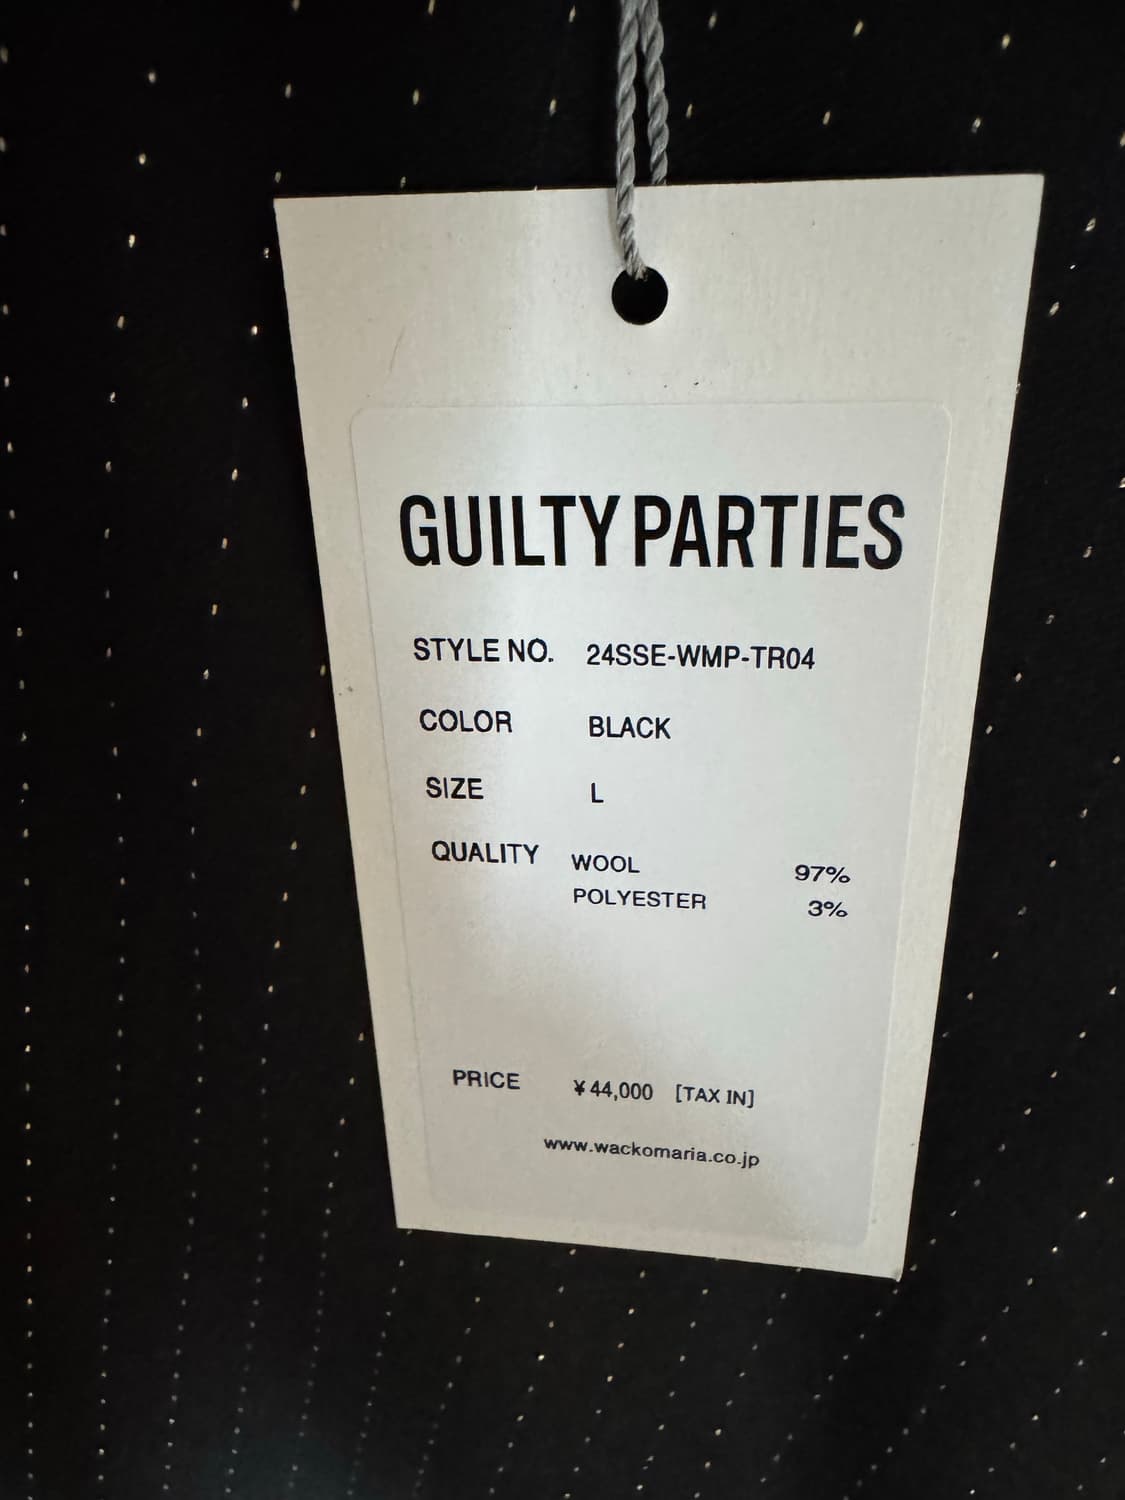 GUILTY PARTIES
STYLE NO. 24SSE-WMP-TR04
COLOR BLACK
SIZE L
QUALITY WOOL 97%
POLYESTER 3%
PRICE ¥44,000 [TAX IN]
www.wackomaria.co.jp